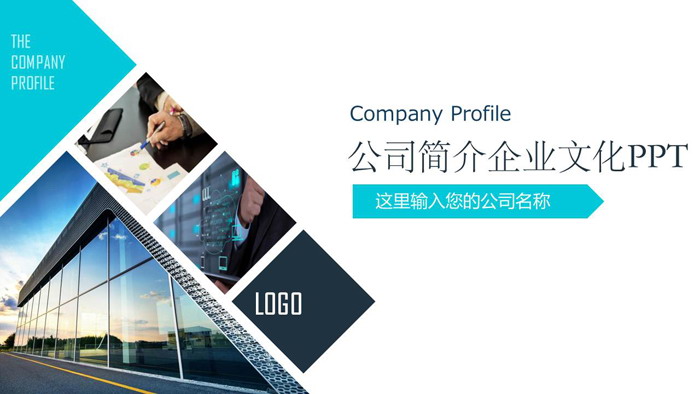 THE
COMPANY
PROFILE
Company Profile
公司简介企业文化PPT
这里输入您的公司名称
LOGO